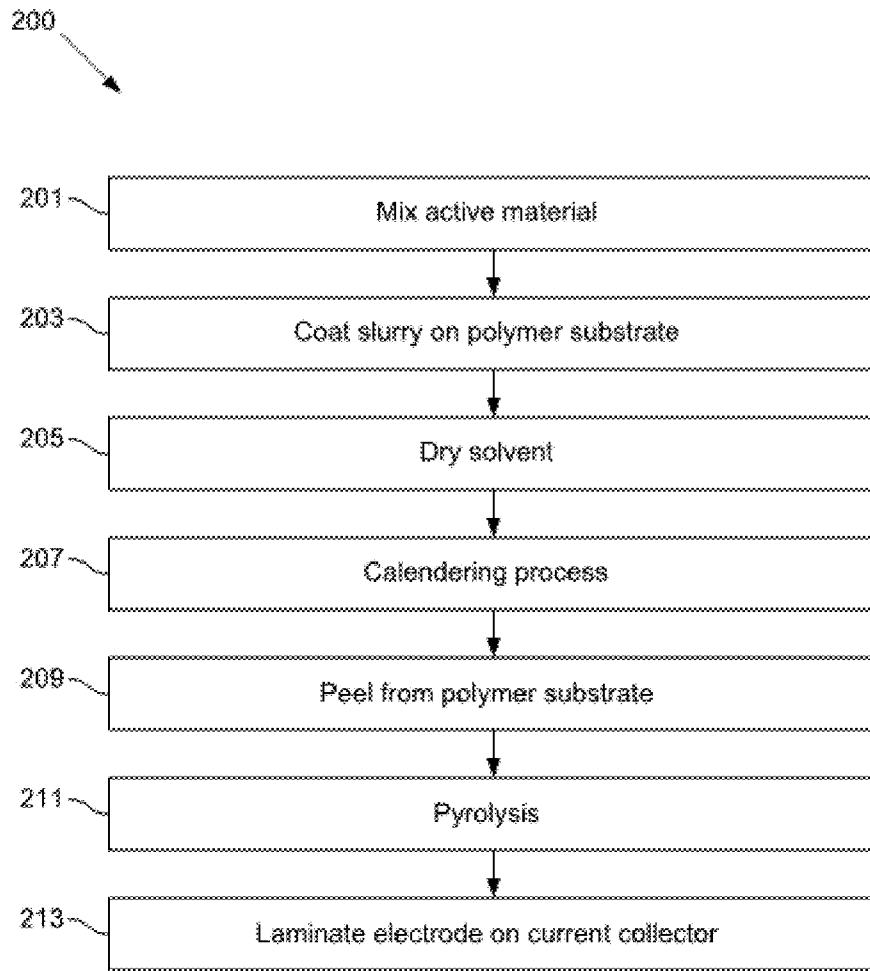 200
201 Mix active material
203 Coat slurry on polymer substrate
205 Dry solvent
207 Calendering process
209 Peel from polymer substrate
211 Pyrolysis
213 Laminate electrode on current collector